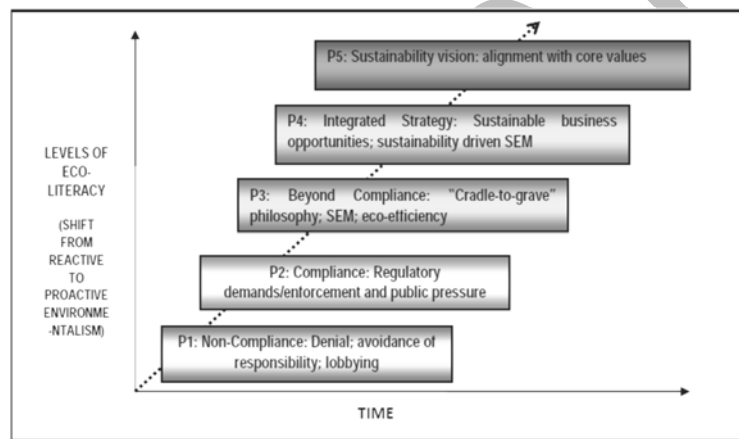 P5: Sustainability vision: alignment with core values
P4: Integrated Strategy: Sustainable business
opportunities; sustainability driven SEM
LEVELS OF
ECO-
LITERACY
(SHIFT
FROM
REACTIVE
TO
PROACTIVE
ENVIRONME
-NTALISM)
P3: Beyond Compliance: "Cradle-to-grave"
philosophy; SEM; eco-efficiency
P2: Compliance: Regulatory
demands/enforcement and public pressure
P1: Non-Compliance: Denial; avoidance of
responsibility; lobbying
TIME